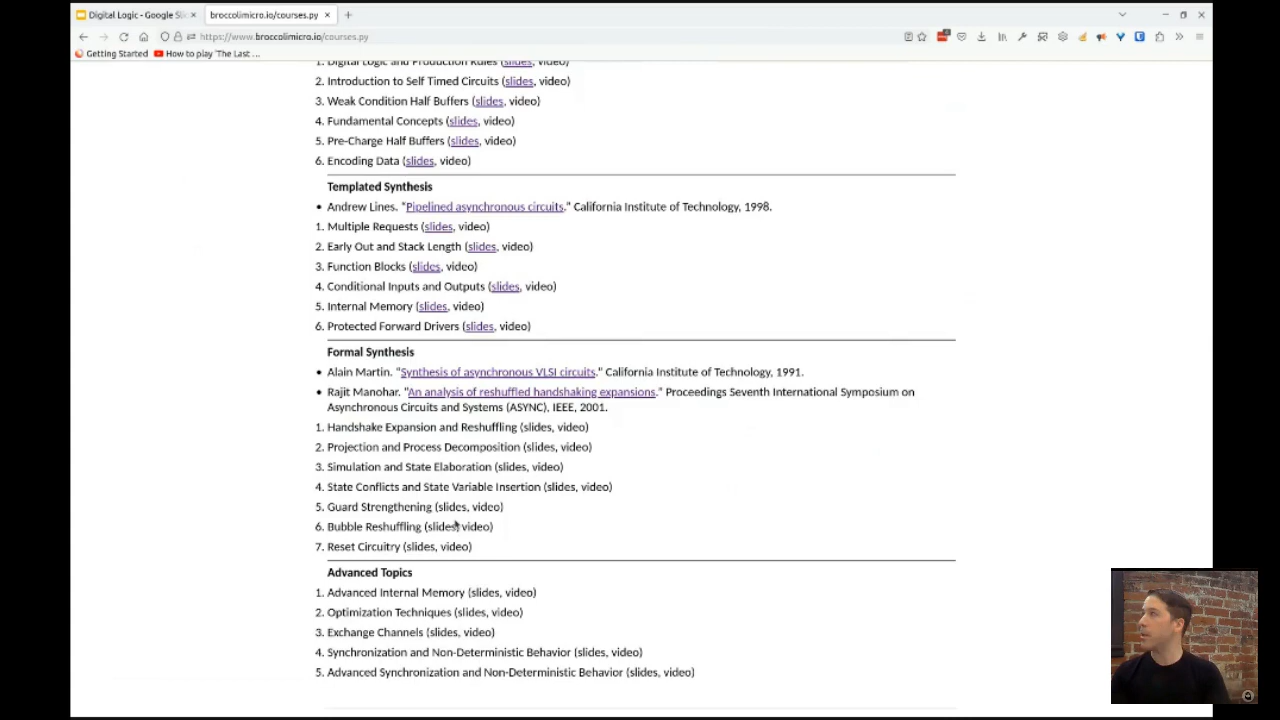 Digital Logic - Google Sli
broccolimicro.io/courses.py
https://www.broccolimicro.io/courses.py
Getting Started
How to play 'The Last ...
1. Digital Logic and Production Rules (slides, video)
2. Introduction to Self Timed Circuits (slides, video)
3. Weak Condition Half Buffers (slides, video)
4. Fundamental Concepts (slides, video)
5. Pre-Charge Half Buffers (slides, video)
6. Encoding Data (slides, video)
Templated Synthesis
• Andrew Lines. “Pipelined asynchronous circuits.” California Institute of Technology, 1998.
1. Multiple Requests (slides, video)
2. Early Out and Stack Length (slides, video)
3. Function Blocks (slides, video)
4. Conditional Inputs and Outputs (slides, video)
5. Internal Memory (slides, video)
6. Protected Forward Drivers (slides, video)
Formal Synthesis
• Alain Martin. “Synthesis of asynchronous VLSI circuits.” California Institute of Technology, 1991.
• Rajit Manohar. “An analysis of reshuffled handshaking expansions.” Proceedings Seventh International Symposium on
Asynchronous Circuits and Systems (ASYNC), IEEE, 2001.
1. Handshake Expansion and Reshuffling (slides, video)
2. Projection and Process Decomposition (slides, video)
3. Simulation and State Elaboration (slides, video)
4. State Conflicts and State Variable Insertion (slides, video)
5. Guard Strengthening (slides, video)
6. Bubble Reshuffling (slides, video)
7. Reset Circuitry (slides, video)
Advanced Topics
1. Advanced Internal Memory (slides, video)
2. Optimization Techniques (slides, video)
3. Exchange Channels (slides, video)
4. Synchronization and Non-Deterministic Behavior (slides, video)
5. Advanced Synchronization and Non-Deterministic Behavior (slides, video)